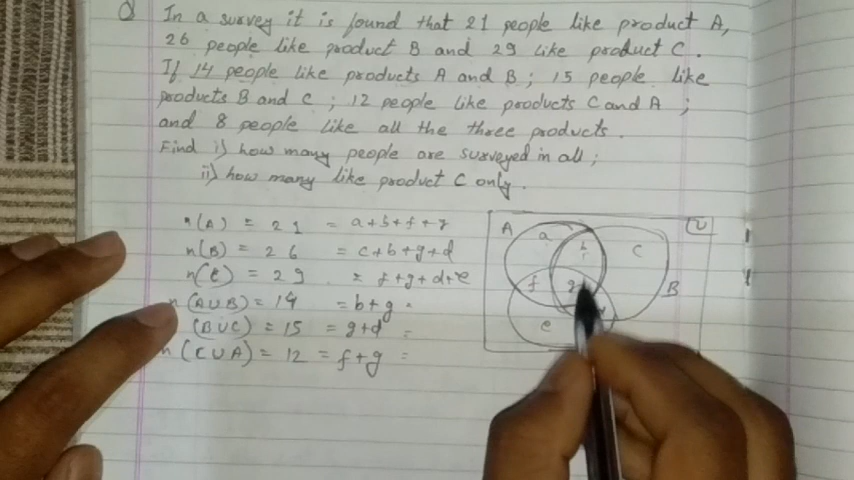 Q In a survey it is found that 21 people like product A,
26 people like product B and 29 like product C.
If 14 people like products A and B ; 15 people like
products B and C ; 12 people like products C and A ;
and 8 people like all the three products.
Find i) how many people are surveyed in all ;
ii) how many like product C only.
n(A) = 21 = a+b+f+g
n(B) = 26 = c+b+g+d
n(C) = 29 = f+g+d+e
n(A∪B) = 14 = b+g =
(B∪C) = 15 = g+d =
n(C∪A) = 12 = f+g =
A a b c U
f g B
e